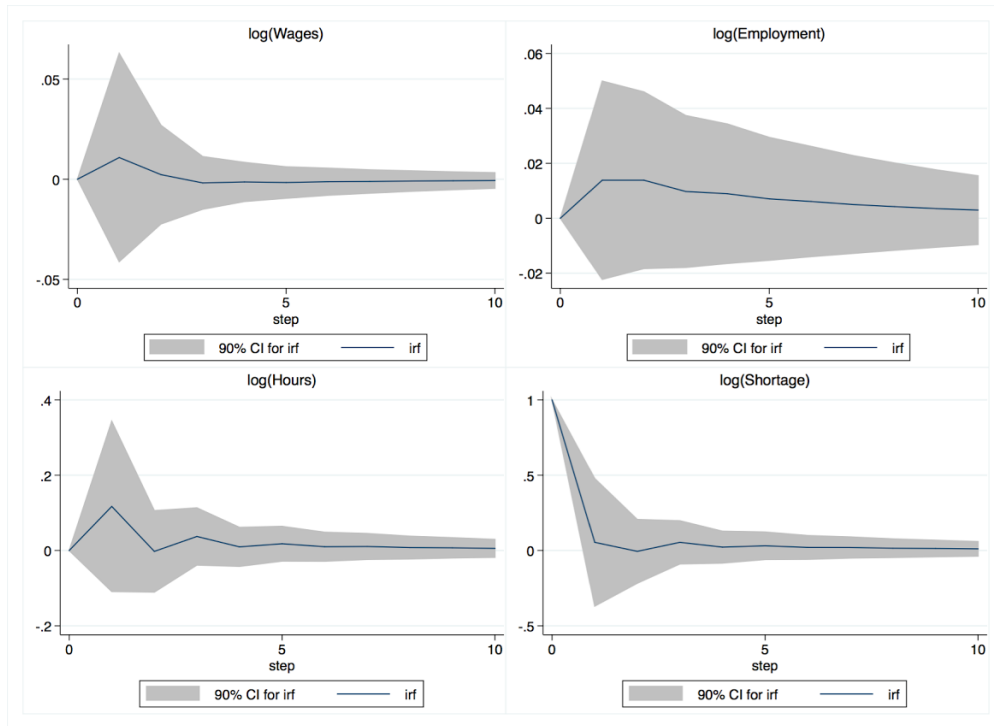 log(Wages)
.05
0
-.05
0 5 10
step
90% CI for irf irf
log(Employment)
.06
.04
.02
0
-.02
0 5 10
step
90% CI for irf irf
log(Hours)
.4
.2
0
-.2
0 5 10
step
90% CI for irf irf
log(Shortage)
1
.5
0
-.5
0 5 10
step
90% CI for irf irf